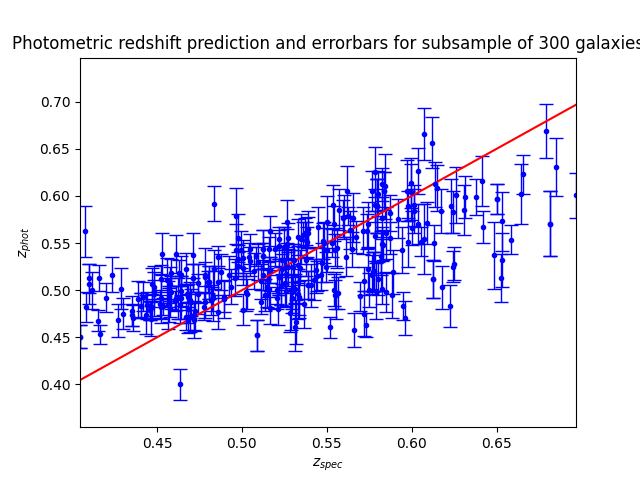 Photometric redshift prediction and errorbars for subsample of 300 galaxies
0.70
0.65
0.60
0.55
0.50
0.45
0.40
z_phot
0.45 0.50 0.55 0.60 0.65
z_spec